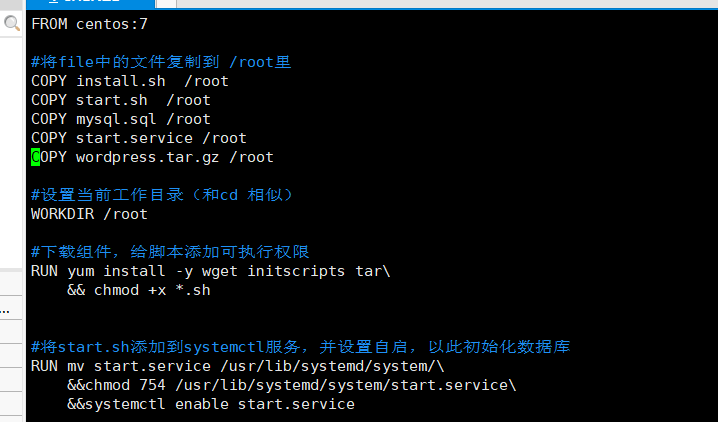 FROM centos:7
#将file中的文件复制到 /root里
COPY install.sh  /root
COPY start.sh  /root
COPY mysql.sql /root
COPY start.service /root
COPY wordpress.tar.gz /root
#设置当前工作目录（和cd 相似）
WORKDIR /root
#下载组件，给脚本添加可执行权限
RUN yum install -y wget initscripts tar\
    && chmod +x *.sh
#将start.sh添加到systemctl服务，并设置自启，以此初始化数据库
RUN mv start.service /usr/lib/systemd/system/\
    &&chmod 754 /usr/lib/systemd/system/start.service\
    &&systemctl enable start.service